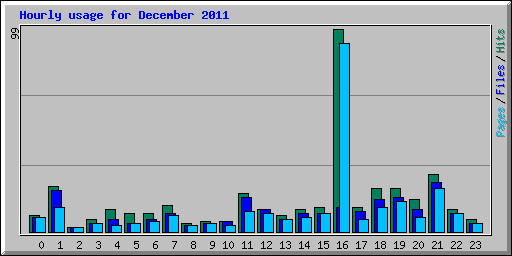 Hourly usage for December 2011
99
Pages / Files / Hits
0 1 2 3 4 5 6 7 8 9 10 11 12 13 14 15 16 17 18 19 20 21 22 23